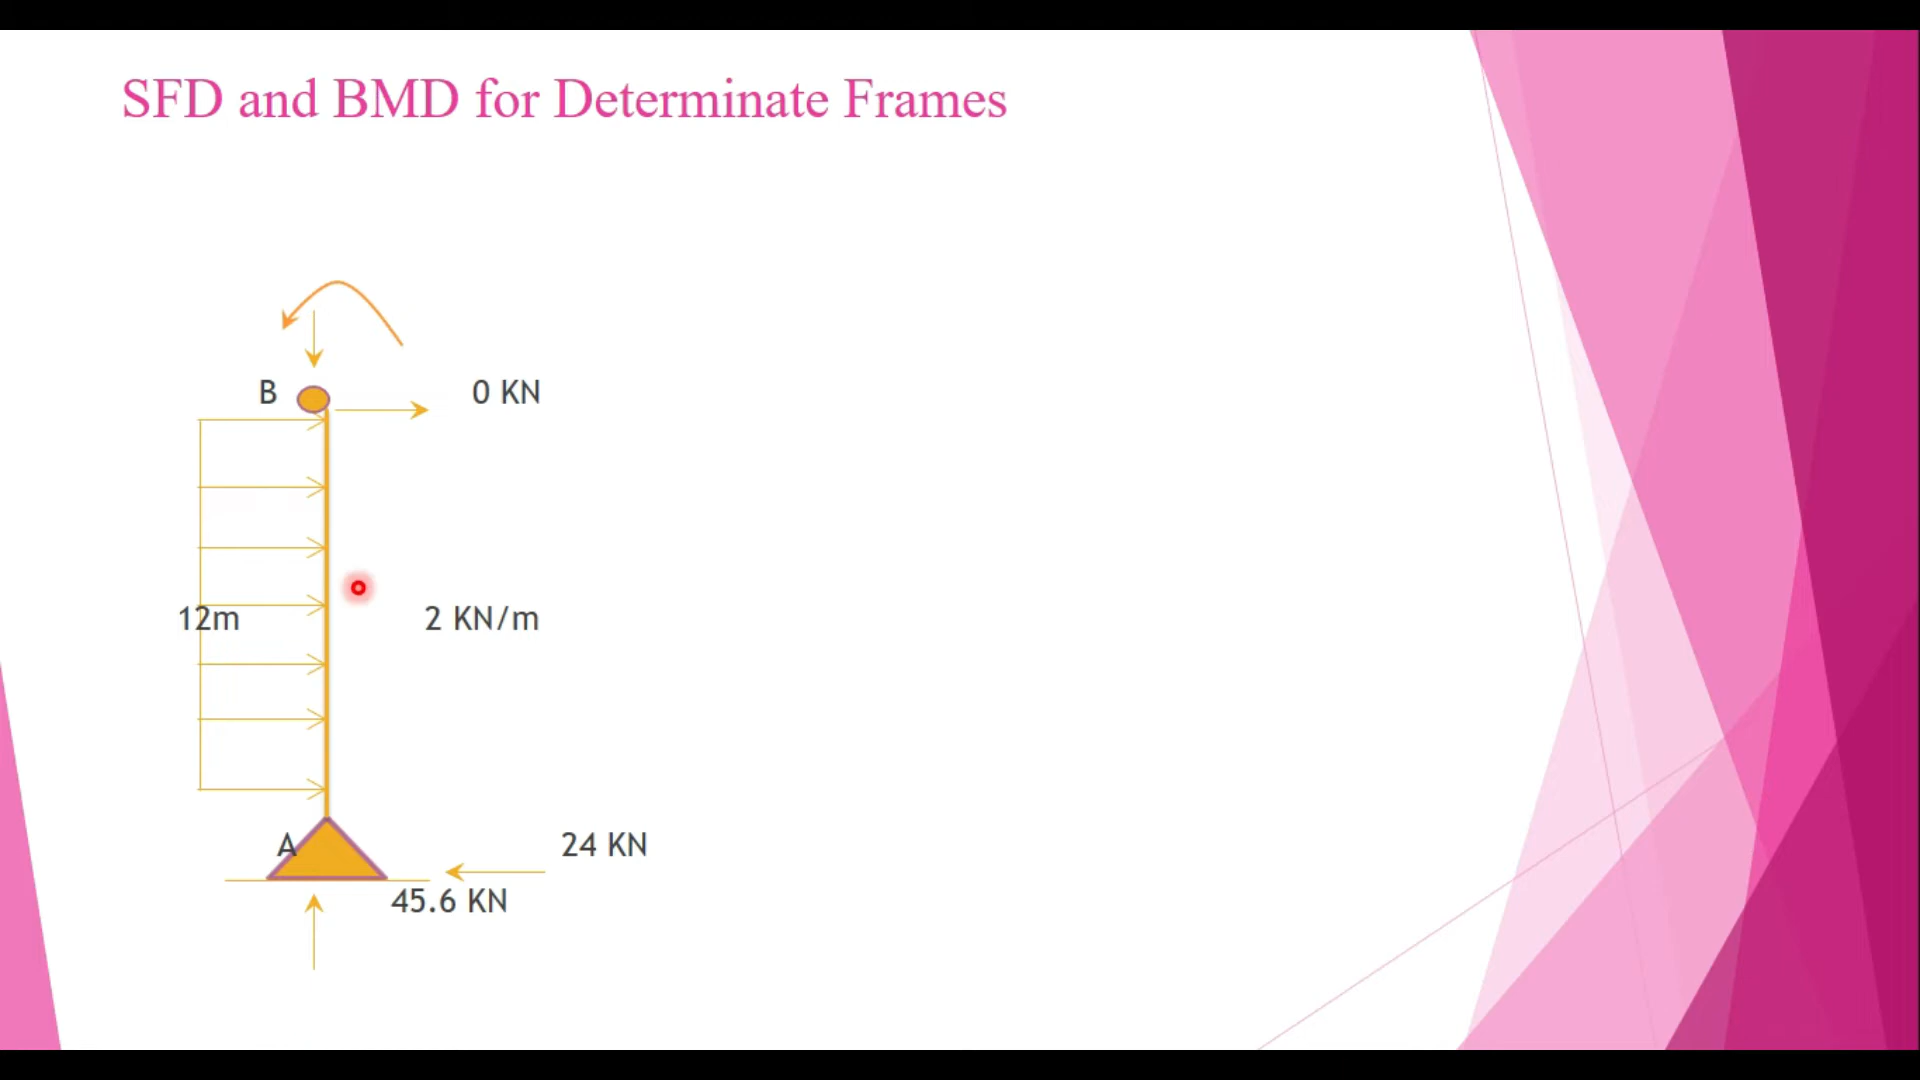 SFD and BMD for Determinate Frames
B
0 KN
12m
2 KN/m
A
24 KN
45.6 KN